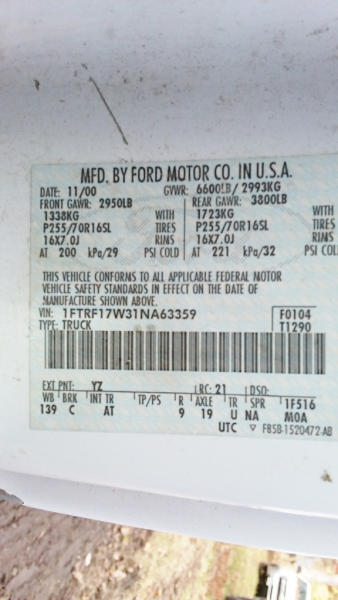 MFD. BY FORD MOTOR CO. IN U.S.A.
DATE: 11/00 GVWR: 6600LB/ 2993KG
FRONT GAWR: 2950LB REAR GAWR: 3800LB
1338KG WITH 1723KG WITH
P255/70R16SL TIRES P255/70R16SL TIRES
16X7.0J RIMS 16X7.0J RIMS
AT 200 kPa/29 PSI COLD AT 221 kPa/32 PSI COL
THIS VEHICLE CONFORMS TO ALL APPLICABLE FEDERAL MOTOR
VEHICLE SAFETY STANDARDS IN EFFECT ON THE DATE OF
MANUFACTURE SHOWN ABOVE
VIN: 1FTRF17W31NA63359 F0104
TYPE: TRUCK T1290
EXT PNT: YZ RC: 21 DSO:
WB BRK INT TR TP/PS R AXLE TR SPR 1F516
139 C AT 9 19 U NA MOA
UTC F85B-1520472-AB